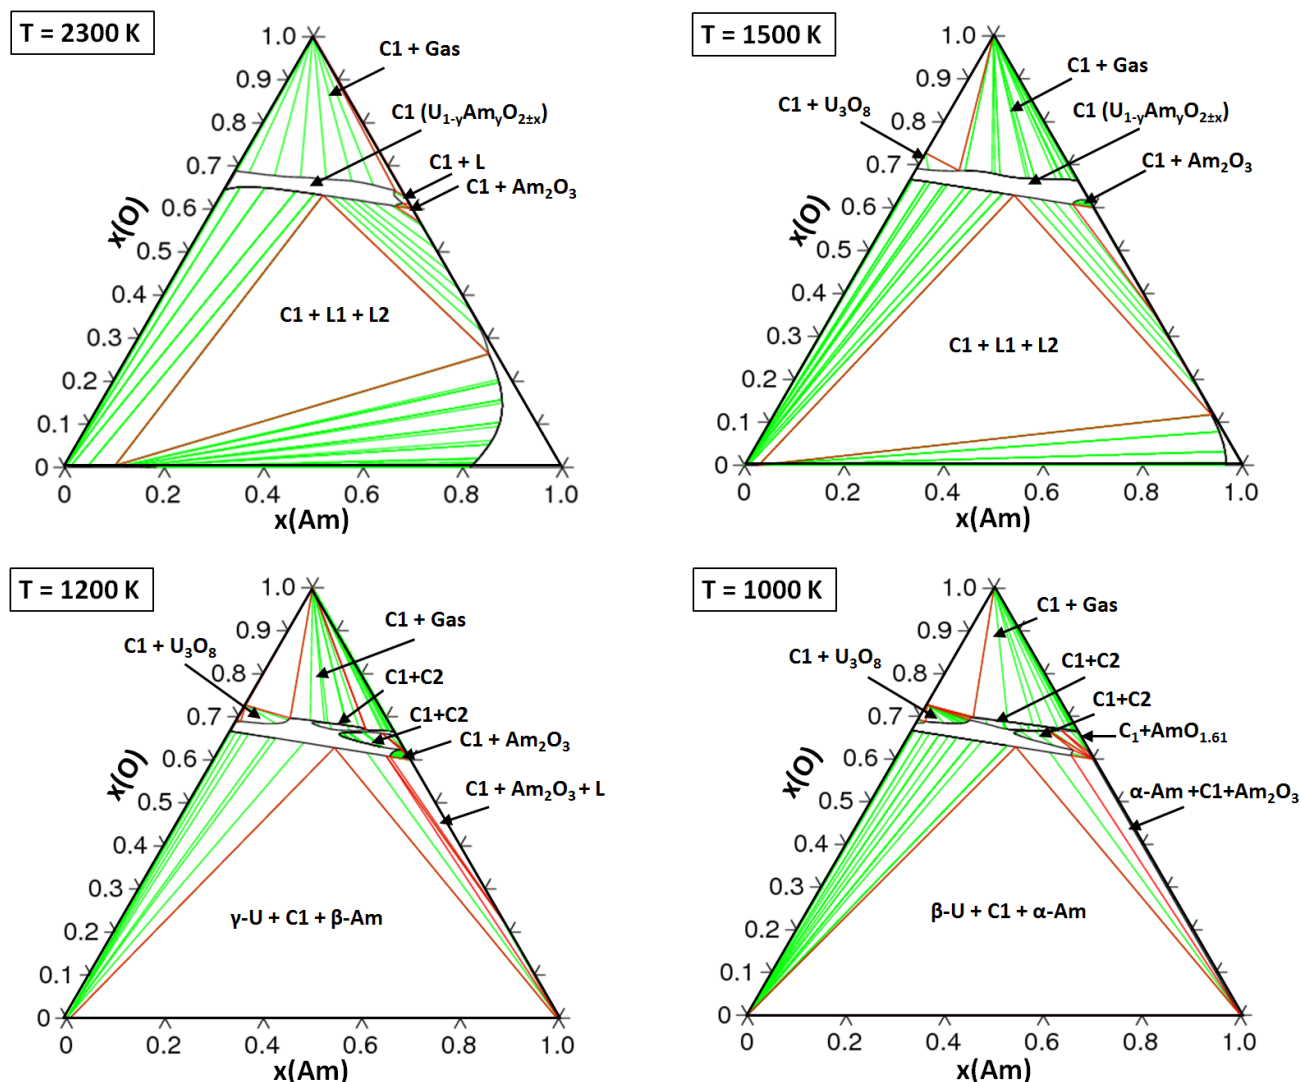 T = 2300 K
1.0
C1 + Gas
0.9
C1 (U1-yAmyO2±x)
0.8
0.7
C1 + L
C1 + Am2O3
0.6
x(O)
0.5
0.4
C1 + L1 + L2
0.3
0.2
0.1
0
0 0.2 0.4 0.6 0.8 1.0
x(Am)
T = 1500 K
1.0
C1 + Gas
0.9
C1 + U3O8
C1 (U1-yAmyO2±x)
0.8
0.7
C1 + Am2O3
0.6
x(O)
0.5
0.4
C1 + L1 + L2
0.3
0.2
0.1
0
0 0.2 0.4 0.6 0.8 1.0
x(Am)
T = 1200 K
1.0
0.9
C1 + Gas
C1 + U3O8
0.8
C1+C2
0.7
C1+C2
C1 + Am2O3
0.6
x(O)
C1 + Am2O3 + L
0.5
0.4
0.3
γ-U + C1 + β-Am
0.2
0.1
0
0 0.2 0.4 0.6 0.8 1.0
x(Am)
T = 1000 K
1.0
C1 + Gas
0.9
C1 + U3O8
C1+C2
0.8
C1+C2
0.7
C1+AmO1.61
0.6
x(O)
α-Am +C1+Am2O3
0.5
0.4
0.3
β-U + C1 + α-Am
0.2
0.1
0
0 0.2 0.4 0.6 0.8 1.0
x(Am)